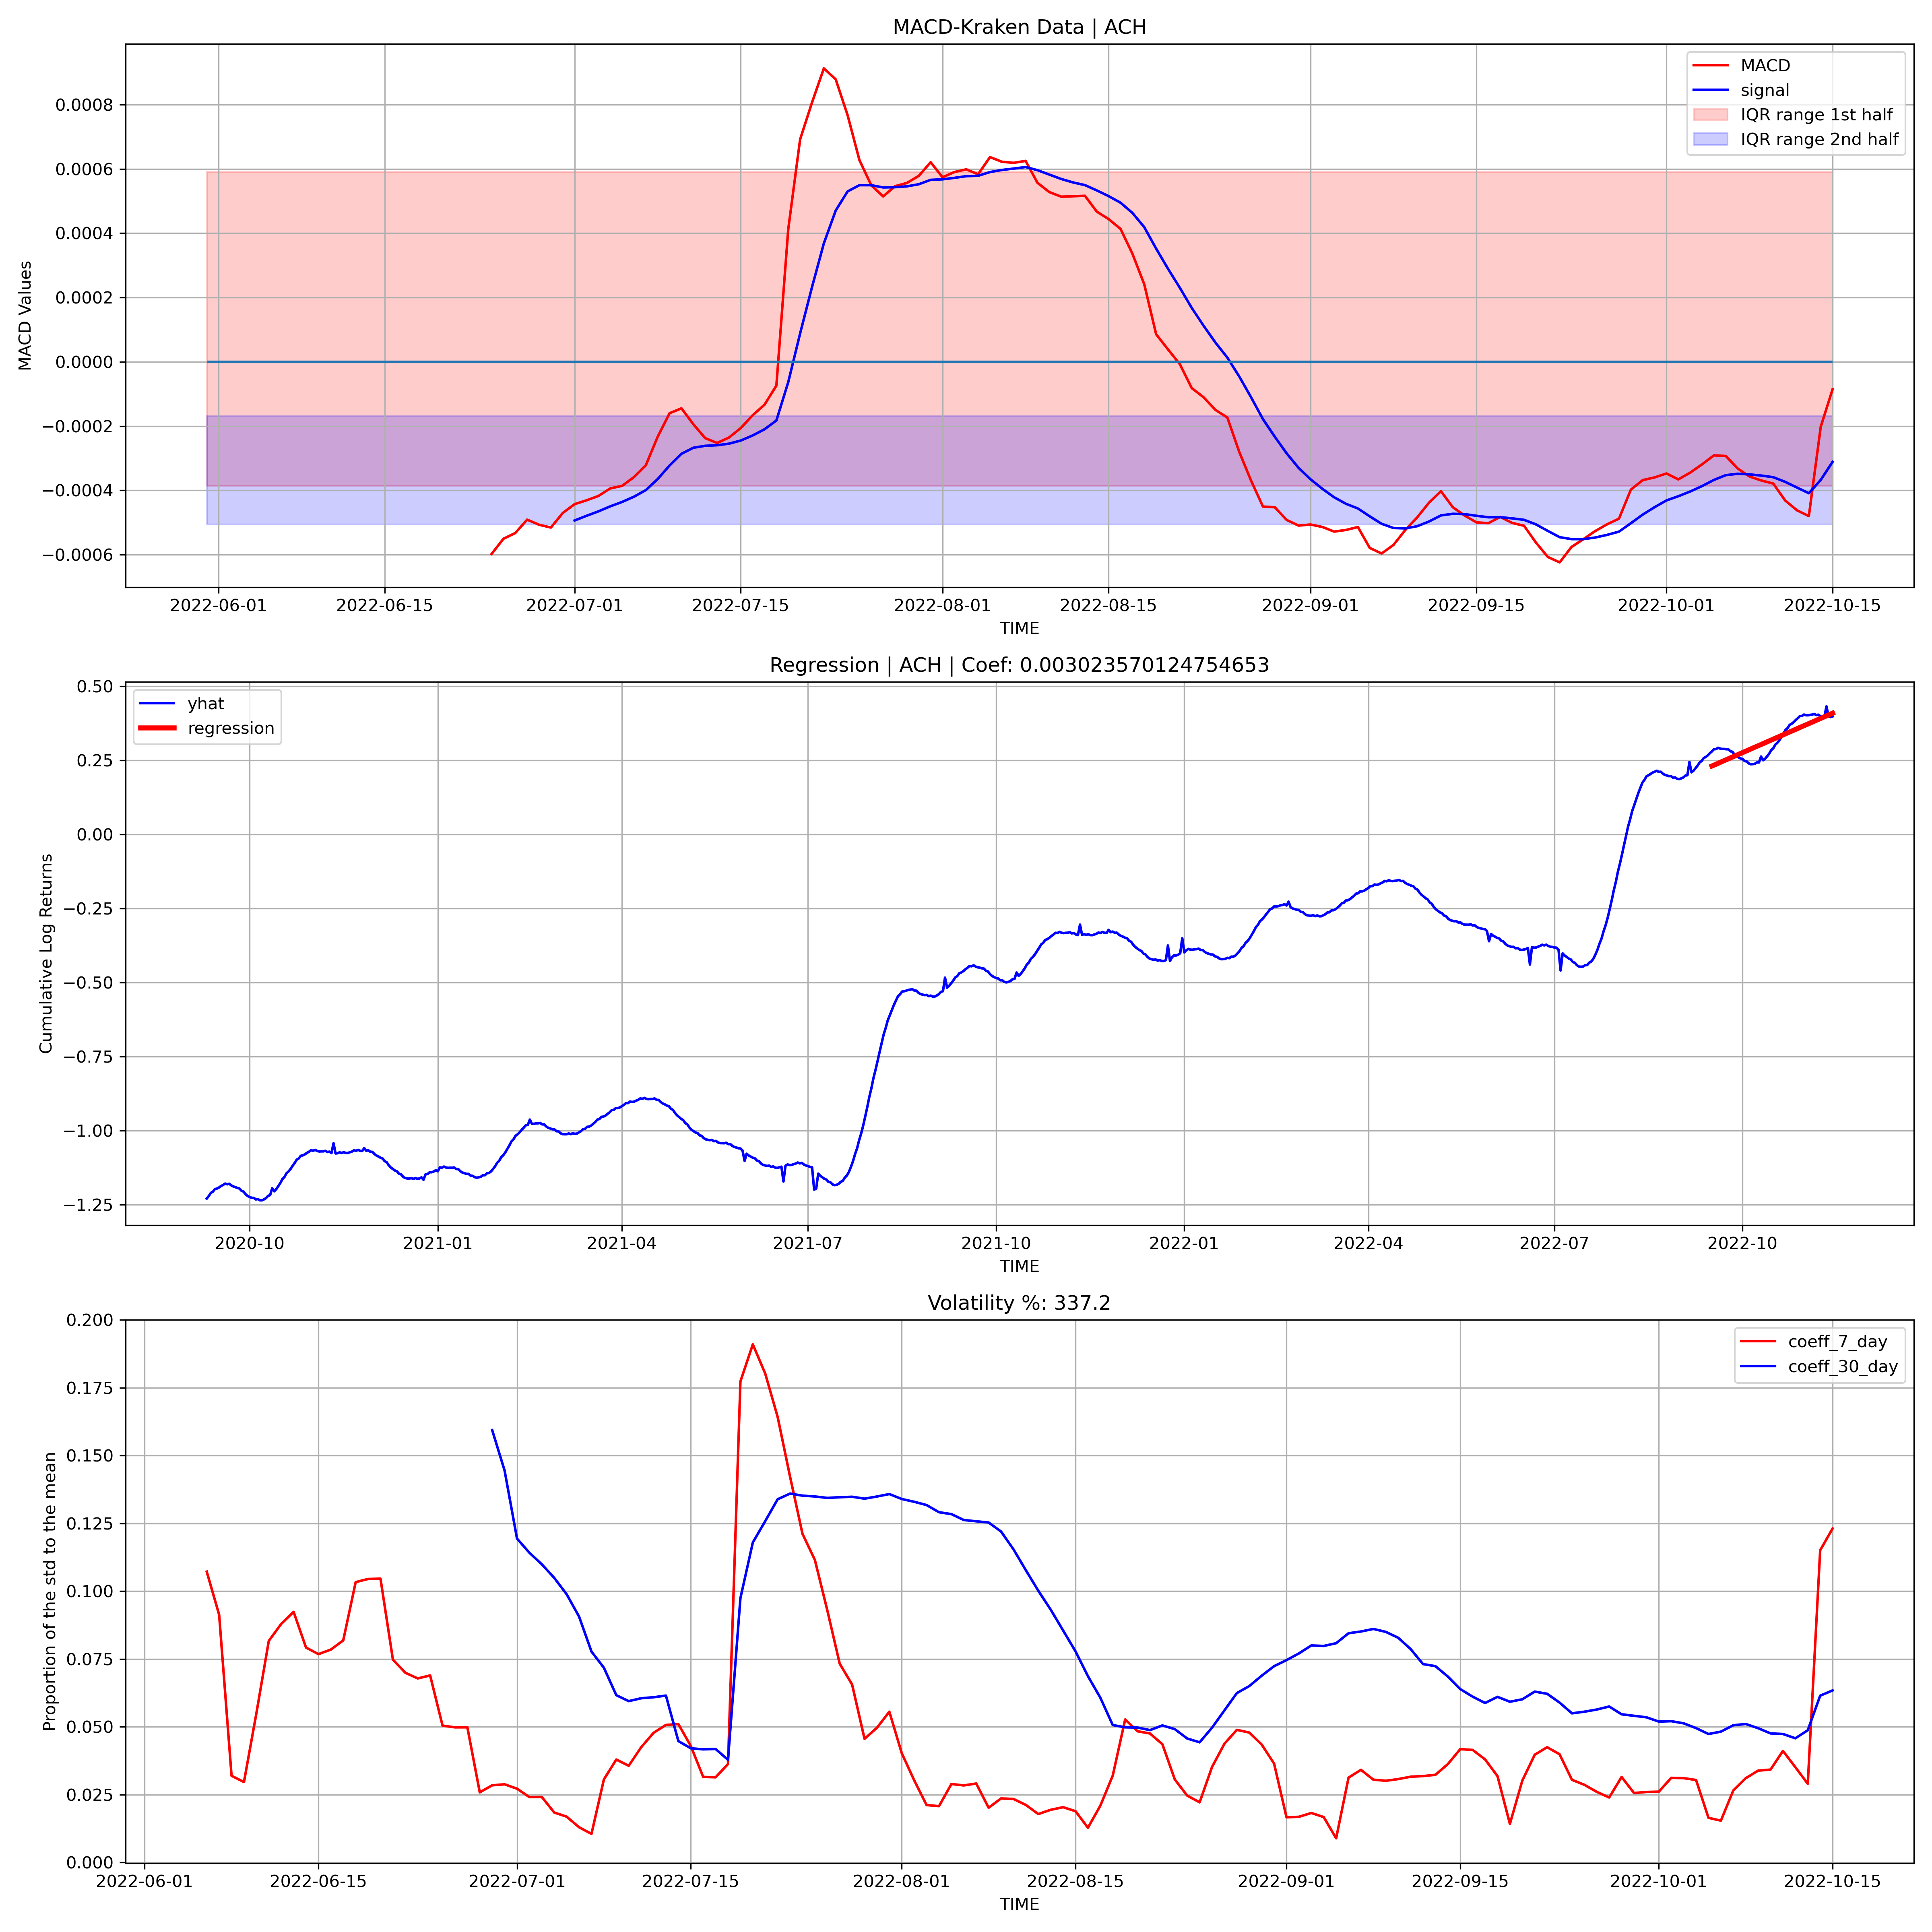 MACD-Kraken Data | ACH
MACD
signal
IQR range 1st half
IQR range 2nd half
MACD Values
0.0008
0.0006
0.0004
0.0002
0.0000
−0.0002
−0.0004
−0.0006
2022-06-01 2022-06-15 2022-07-01 2022-07-15 2022-08-01 2022-08-15 2022-09-01 2022-09-15 2022-10-01 2022-10-15
TIME
Regression | ACH | Coef: 0.003023570124754653
yhat
regression
Cumulative Log Returns
0.50
0.25
0.00
−0.25
−0.50
−0.75
−1.00
−1.25
2020-10 2021-01 2021-04 2021-07 2021-10 2022-01 2022-04 2022-07 2022-10
TIME
Volatility %: 337.2
coeff_7_day
coeff_30_day
Proportion of the std to the mean
0.200
0.175
0.150
0.125
0.100
0.075
0.050
0.025
0.000
2022-06-01 2022-06-15 2022-07-01 2022-07-15 2022-08-01 2022-08-15 2022-09-01 2022-09-15 2022-10-01 2022-10-15
TIME